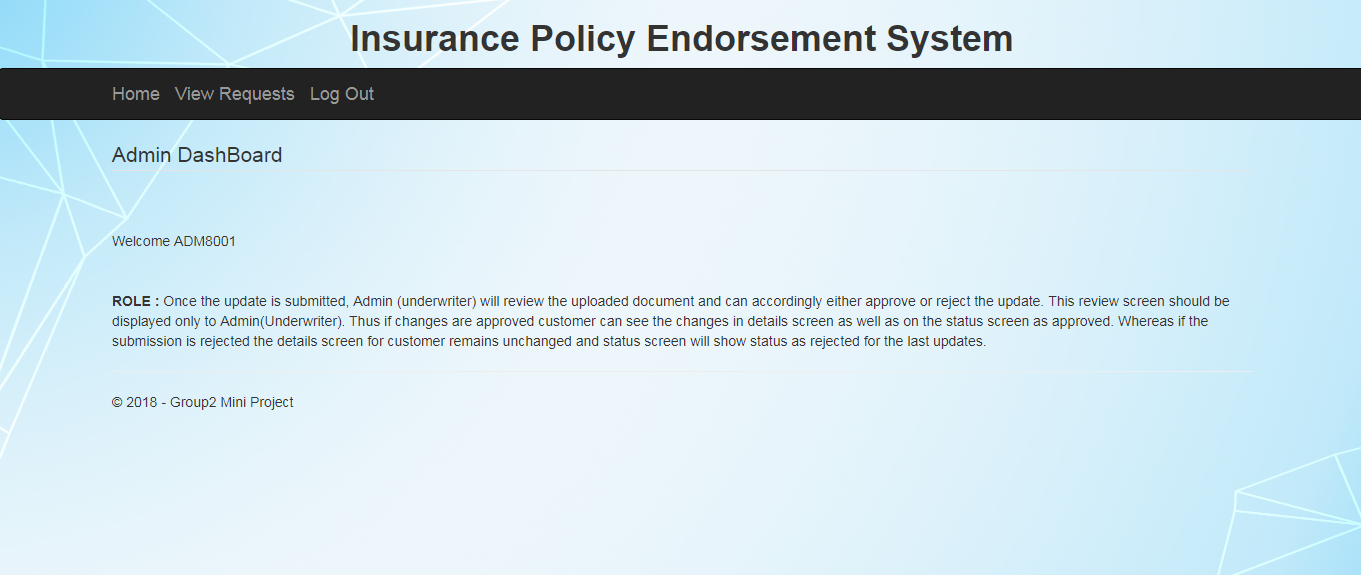 Insurance Policy Endorsement System
Home View Requests Log Out
Admin DashBoard
Welcome ADM8001
ROLE : Once the update is submitted, Admin (underwriter) will review the uploaded document and can accordingly either approve or reject the update. This review screen should be
displayed only to Admin(Underwriter). Thus if changes are approved customer can see the changes in details screen as well as on the status screen as approved. Whereas if the
submission is rejected the details screen for customer remains unchanged and status screen will show status as rejected for the last updates.
© 2018 - Group2 Mini Project